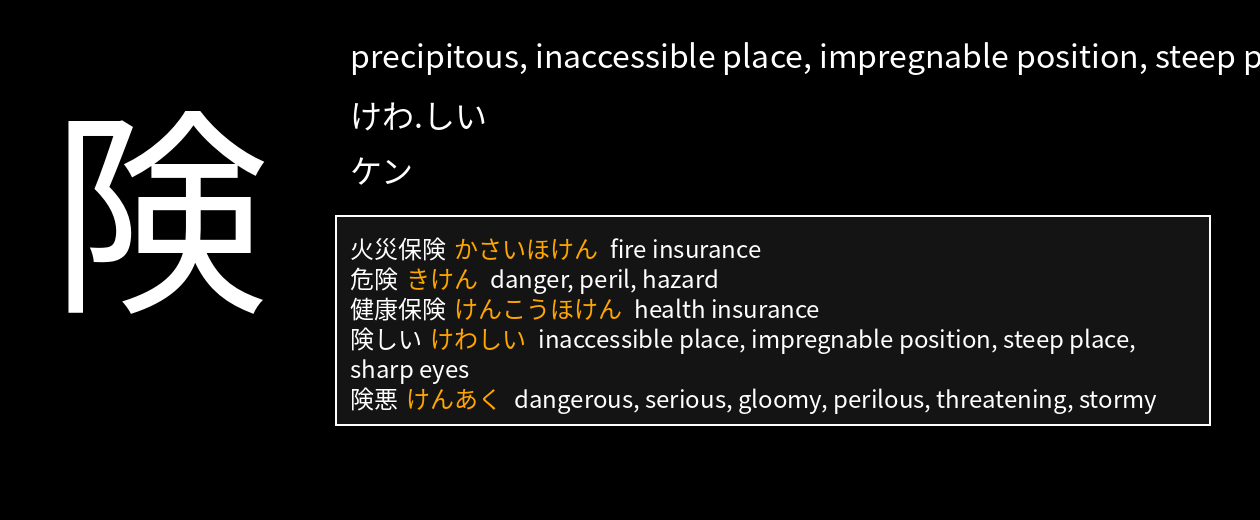 険
precipitous, inaccessible place, impregnable position, steep p
けわ.しい
ケン
火災保険 かさいほけん fire insurance
危険 きけん danger, peril, hazard
健康保険 けんこうほけん health insurance
険しい けわしい inaccessible place, impregnable position, steep place,
sharp eyes
険悪 けんあく dangerous, serious, gloomy, perilous, threatening, stormy